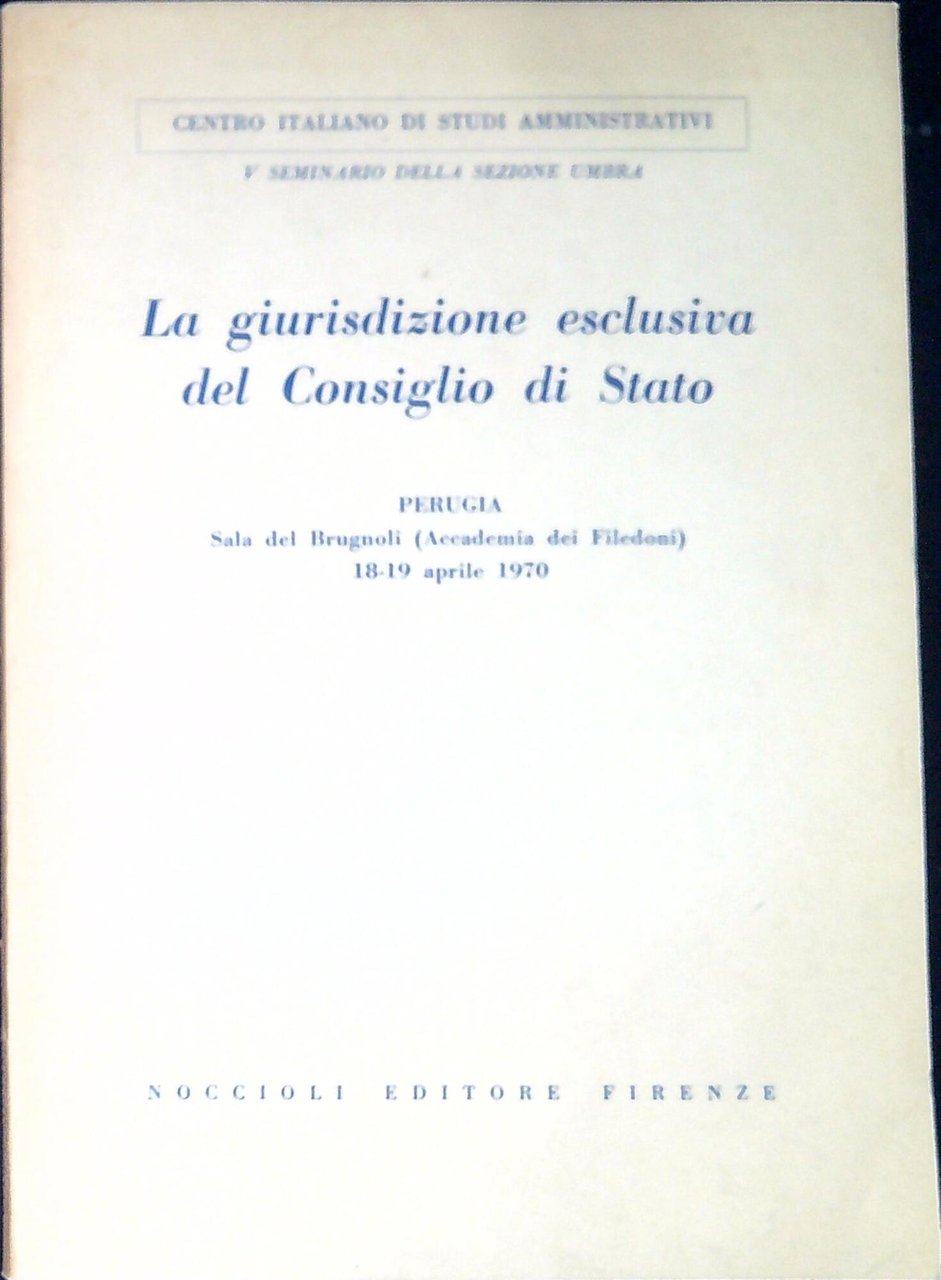 CENTRO ITALIANO DI STUDI AMMINISTRATIVI
V SEMINARIO DELLA SEZIONE UMBRA
La giurisdizione esclusiva
del Consiglio di Stato
PERUGIA
Sala del Brugnoli (Accademia dei Filedoni)
18-19 aprile 1970
NOCCIOLI EDITORE FIRENZE